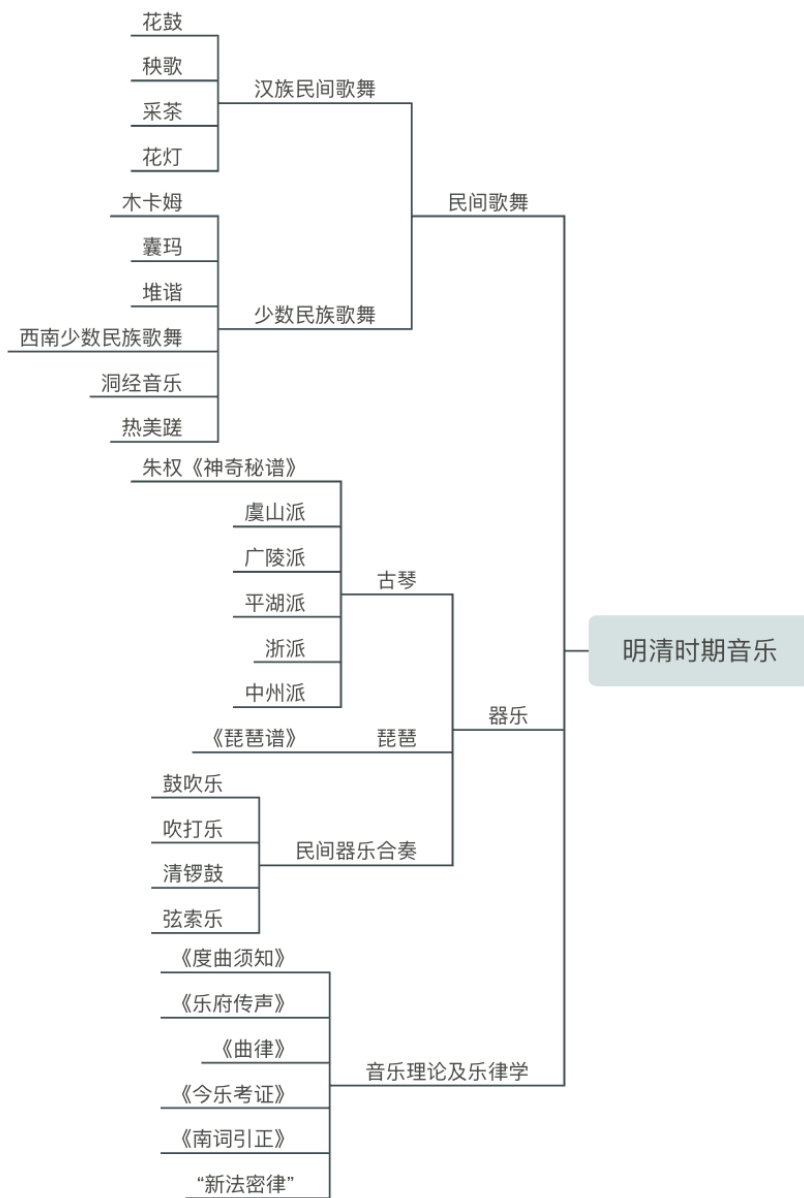 花鼓
秧歌
汉族民间歌舞
采茶
花灯
木卡姆
民间歌舞
囊玛
堆谐
少数民族歌舞
西南少数民族歌舞
洞经音乐
热美蹉
朱权《神奇秘谱》
虞山派
广陵派
古琴
平湖派
浙派
明清时期音乐
中州派
器乐
《琵琶谱》
琵琶
鼓吹乐
吹打乐
民间器乐合奏
清锣鼓
弦索乐
《度曲须知》
《乐府传声》
《曲律》
音乐理论及乐律学
《今乐考证》
《南词引正》
“新法密律”